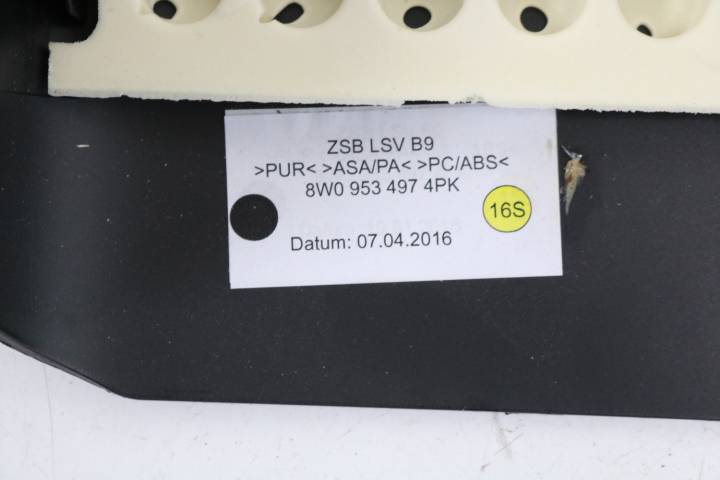 ZSB LSV B9
>PUR< >ASA/PA< >PC/ABS<
8W0 953 497 4PK
16S
Datum: 07.04.2016